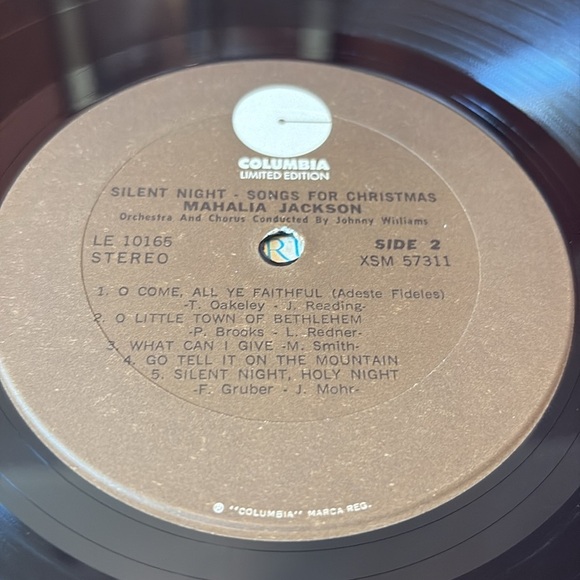 COLUMBIA
LIMITED EDITION
SILENT NIGHT - SONGS FOR CHRISTMAS
MAHALIA JACKSON
Orchestra And Chorus Conducted By Johnny Williams
LE 10165
STEREO
SIDE 2
XSM 57311
1. O COME, ALL YE FAITHFUL (Adeste Fideles)
-T. Oakeley - J. Reading-
2. O LITTLE TOWN OF BETHLEHEM
-P. Brooks - L. Redner-
3. WHAT CAN I GIVE -M. Smith-
4. GO TELL IT ON THE MOUNTAIN
5. SILENT NIGHT, HOLY NIGHT
-F. Gruber - J. Mohr-
"COLUMBIA" MARCA REG.